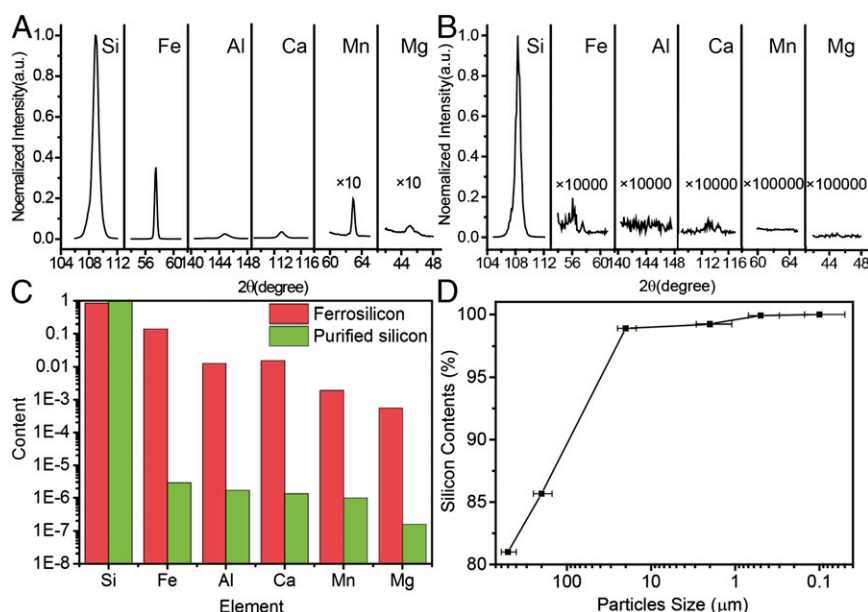 A
Noemalized Intensity(a.u.)
1.0
0.8
0.6
0.4
0.2
0.0
Si Fe Al Ca Mn Mg
×10 ×10
104 108 112 56 60 140 144 148 112 116 60 64 44 48
2θ(degree)
B
Noemalized Intensity(a.u.)
1.0
0.8
0.6
0.4
0.2
0.0
Si Fe Al Ca Mn Mg
×10000 ×10000 ×10000 ×100000 ×100000
104 108 112 56 60 140 144 148 112 116 60 64 44 48
2θ(degree)
C
Content
1
0.1
0.01
1E-3
1E-4
1E-5
1E-6
1E-7
1E-8
Ferrosilicon
Purified silicon
Si Fe Al Ca Mn Mg
Element
D
Silicon Contents (%)
100
95
90
85
80
100 10 1 0.1
Particles Size (μm)